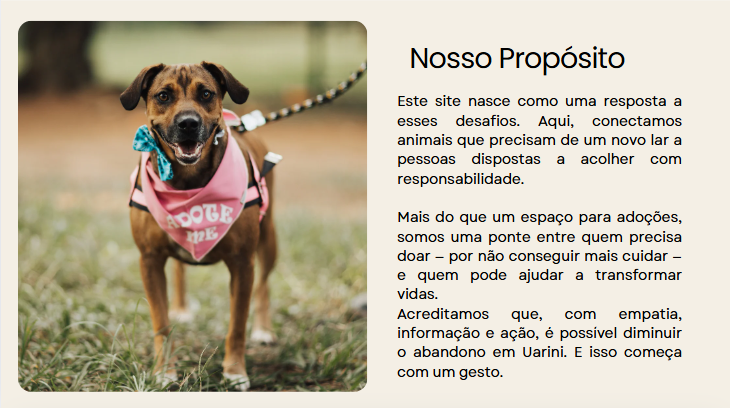 ADOPTE
ME
Nosso Propósito
Este site nasce como uma resposta a
esses desafios. Aqui, conectamos
animais que precisam de um novo lar a
pessoas dispostas a acolher com
responsabilidade.
Mais do que um espaço para adoções,
somos uma ponte entre quem precisa
doar – por não conseguir mais cuidar –
e quem pode ajudar a transformar
vidas.
Acreditamos que, com empatia,
informação e ação, é possível diminuir
o abandono em Uarini. E isso começa
com um gesto.